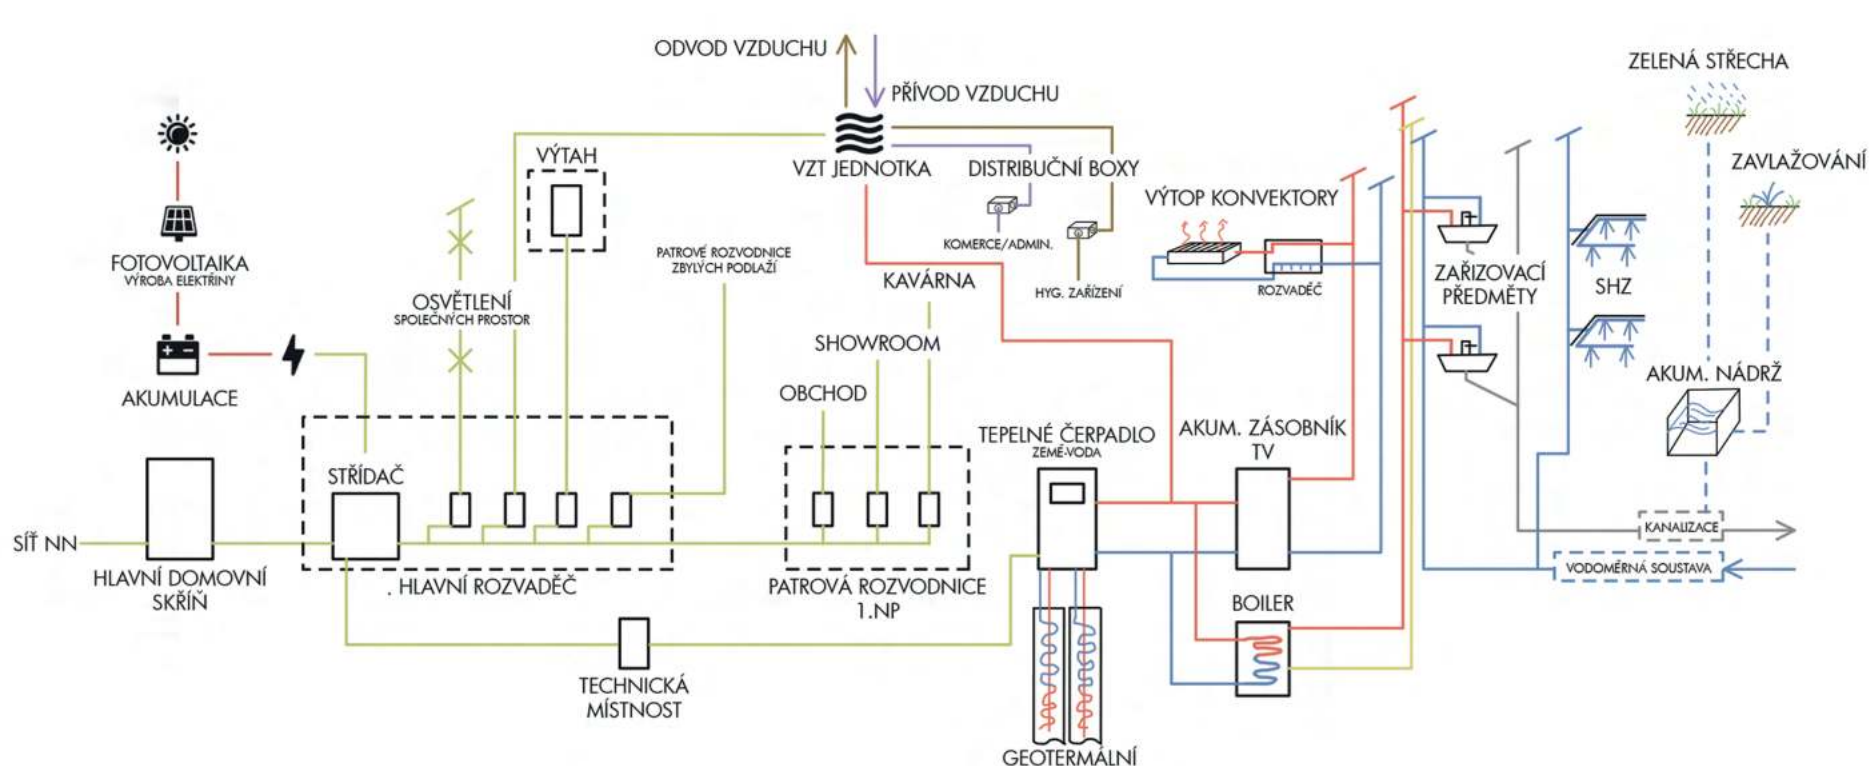 ODVOD VZDUCHU
PŘÍVOD VZDUCHU
ZELENÁ STŘECHA
VÝTAH
VZT JEDNOTKA
DISTRIBUČNÍ BOXY
ZAVLAŽOVÁNÍ
VÝTOP KONVEKTORY
FOTOVOLTAIKA
VÝROBA ELEKTŘINY
PATROVÉ ROZVODNICE
ZBYLÝCH PODLAŽÍ
KOMERCE/ADMIN.
KAVÁRNA
HYG. ZAŘÍZENÍ
ROZVADĚČ
ZAŘIZOVACÍ
PŘEDMĚTY
SHZ
OSVĚTLENÍ
SPOLEČNÝCH PROSTOR
SHOWROOM
AKUMULACE
OBCHOD
AKUM. NÁDRŽ
TEPELNÉ ČERPADLO
ZEMĚ-VODA
AKUM. ZÁSOBNÍK
TV
STŘÍDAČ
SÍŤ NN
KANALIZACE
VODOMĚRNÁ SOUSTAVA
HLAVNÍ DOMOVNÍ
SKŘÍŇ
. HLAVNÍ ROZVADĚČ
PATROVÁ ROZVODNICE
1.NP
BOILER
TECHNICKÁ
MÍSTNOST
GEOTERMÁLNÍ